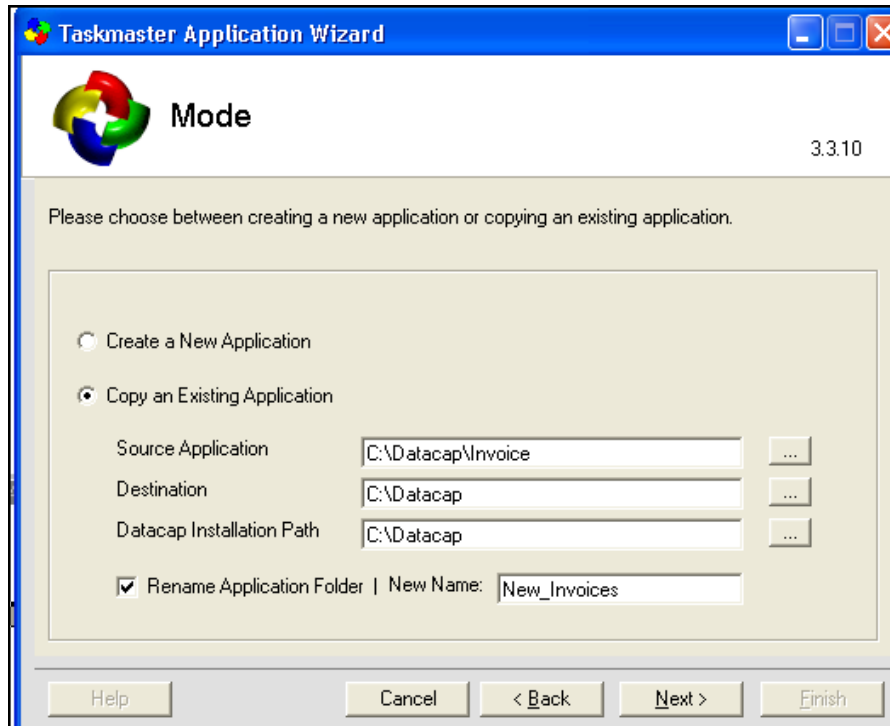 Taskmaster Application Wizard
Mode
3.3.10
Please choose between creating a new application or copying an existing application.
Create a New Application
Copy an Existing Application
Source Application C:\Datacap\Invoice ...
Destination C:\Datacap ...
Datacap Installation Path C:\Datacap ...
Rename Application Folder | New Name: New_Invoices
Help Cancel < Back Next > Finish